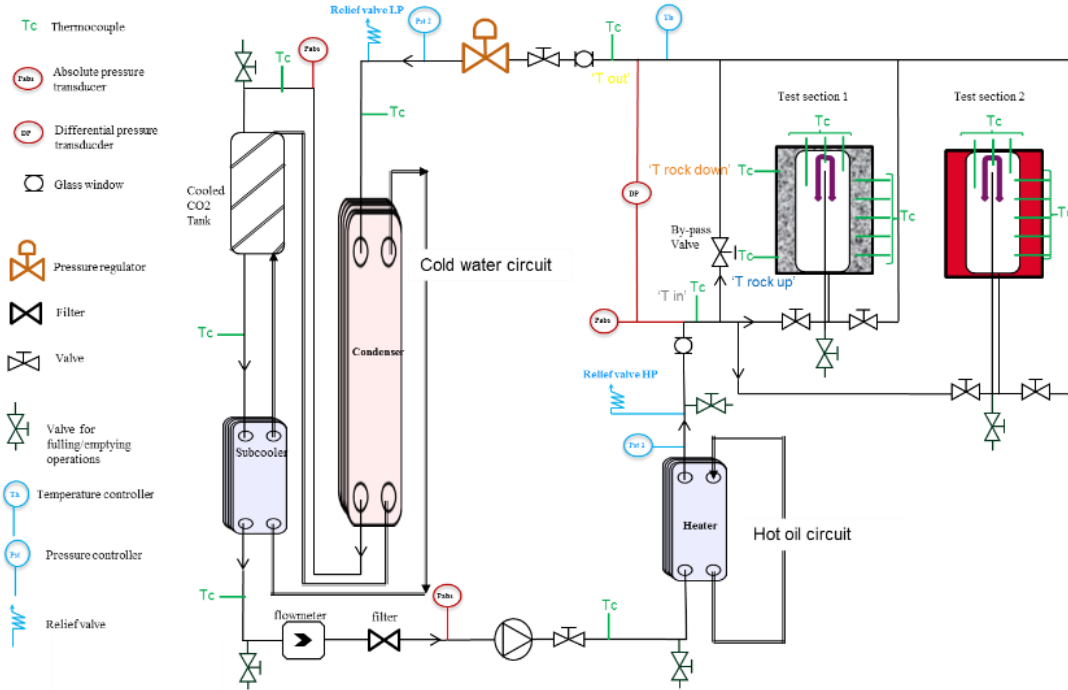 Tc
Thermocouple
Pabs
Absolute pressure
transducer
DP
Differential pressure
transducder
Glass window
Pressure regulator
Filter
Valve
Valve for
fulling/emptying
operations
Th
Temperature controller
Pst
Pressure controller
Relief valve
Relief valve LP
Pst 2
Th
Tc
Pabs
Tc
'T out'
Tc
Cooled
CO2
Tank
Test section 1
Test section 2
Tc
Tc
Tc
'T rock down'
DP
Tc
Tc
By-pass
Valve
Tc
'T rock up'
'T in'
Tc
Pabs
Cold water circuit
Tc
Condenser
Relief valve HP
Subcooler
Heater
Hot oil circuit
Tc
flowmeter
filter
Pabs
Tc